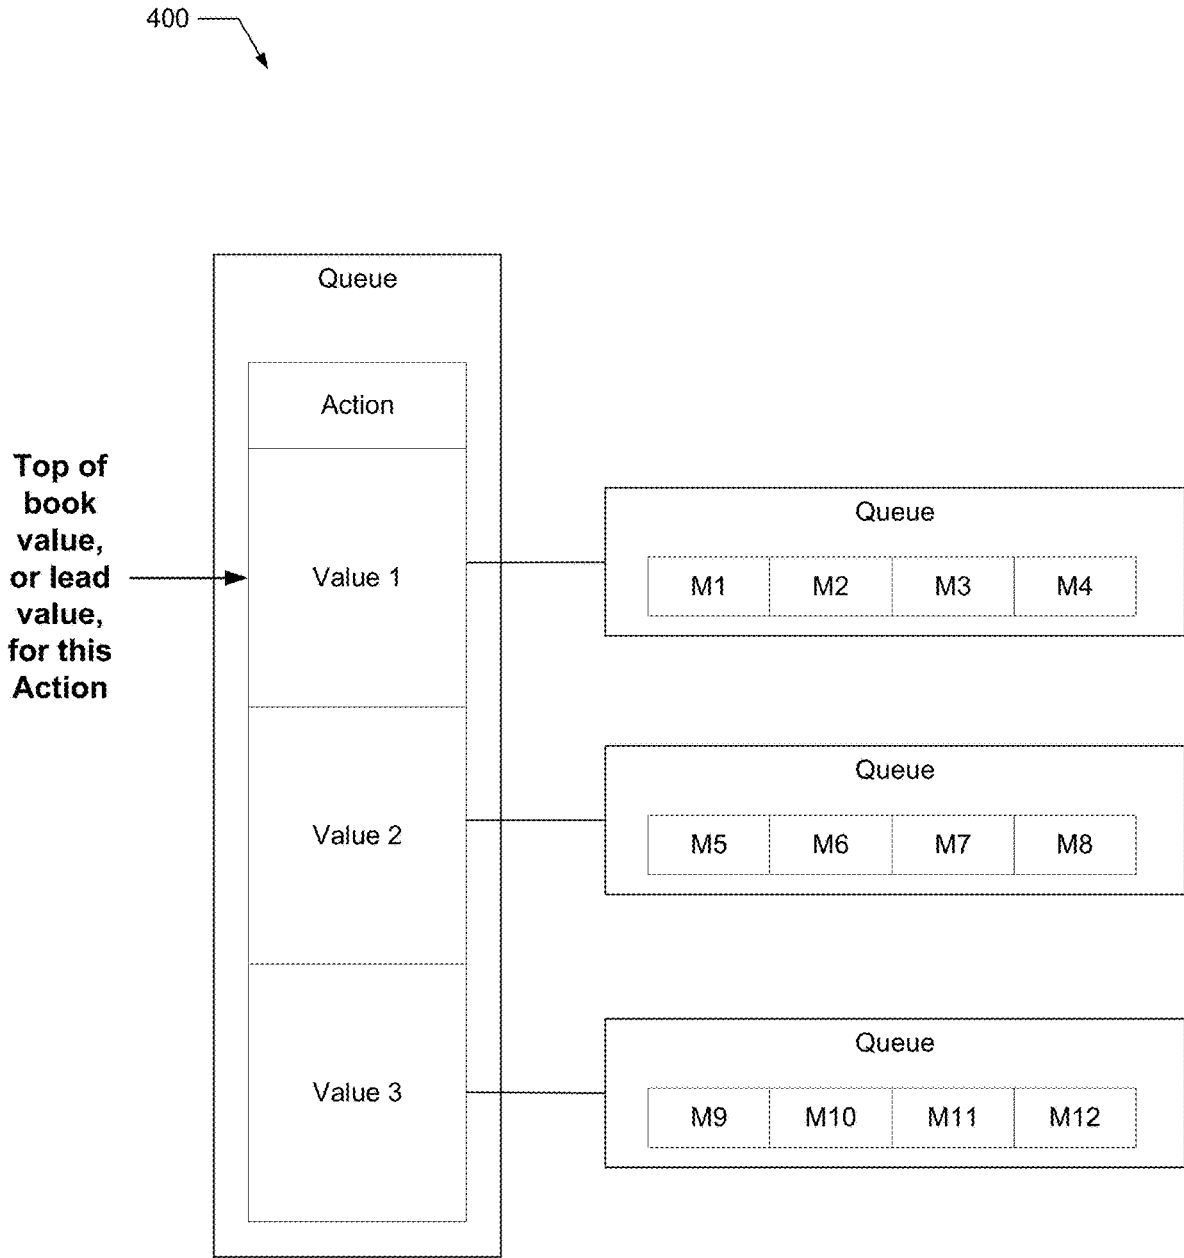 400
Queue
Action
Top of
book
value,
or lead
value,
for this
Action
Value 1
Queue
M1 M2 M3 M4
Value 2
Queue
M5 M6 M7 M8
Value 3
Queue
M9 M10 M11 M12